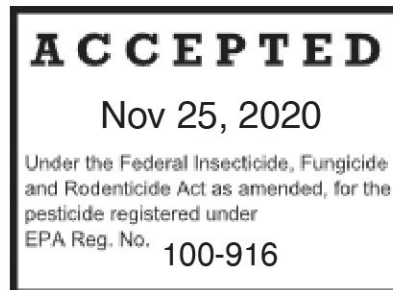 ACCEPTED
Nov 25, 2020
Under the Federal Insecticide, Fungicide
and Rodenticide Act as amended, for the
pesticide registered under
EPA Reg. No. 100-916